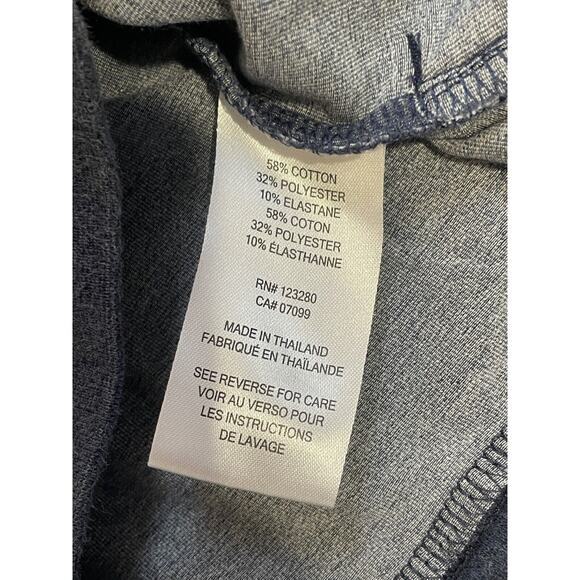 58% COTTON
32% POLYESTER
10% ELASTANE
58% COTON
32% POLYESTER
10% ÉLASTHANNE
RN# 123280
CA# 07099
MADE IN THAILAND
FABRIQUÉ EN THAÏLANDE
SEE REVERSE FOR CARE
VOIR AU VERSO POUR
LES INSTRUCTIONS
DE LAVAGE